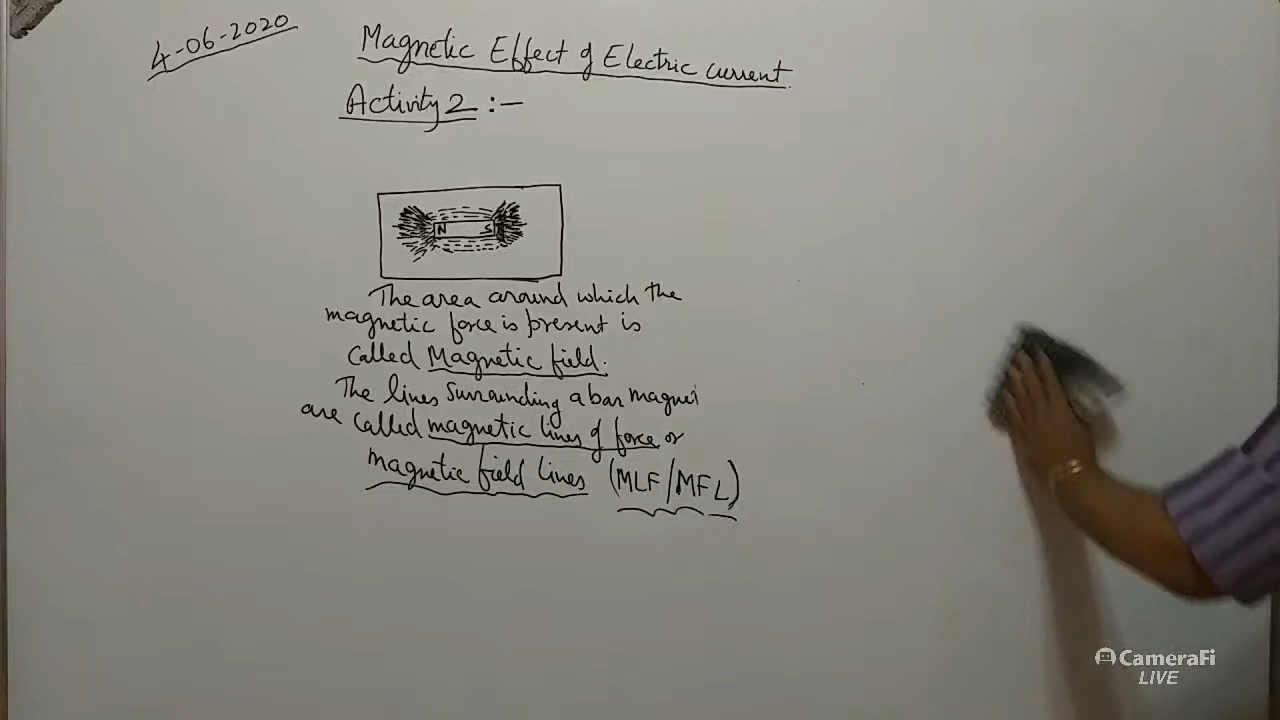 4-06-2020
Magnetic Effect of Electric current.
Activity 2 :-
N S
The area around which the
magnetic force is present is
called Magnetic field.
The lines surrounding a bar magnet
are called magnetic lines of force or
magnetic field lines (MLF/MFL)
CameraFi
LIVE